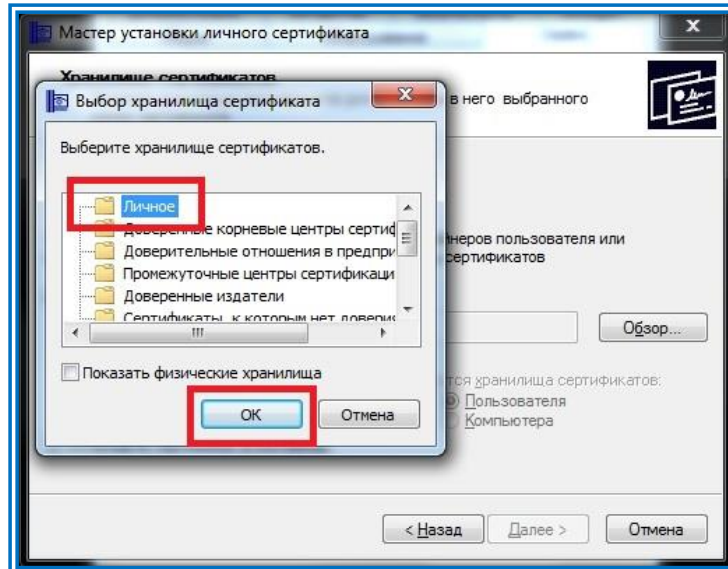 Мастер установки личного сертификата
Хранилище сертификатов
в него выбранного
Выбор хранилища сертификата
Выберите хранилище сертификатов.
Личное
Доверенные корневые центры сертиф
Доверительные отношения в предпри
Промежуточные центры сертификаци
Доверенные издатели
Сертификаты, к которым нет доверия
Показать физические хранилища
ОК
Отмена
неров пользователя или
сертификатов
Обзор...
тся хранилища сертификатов:
Пользователя
Компьютера
< Назад
Далее >
Отмена